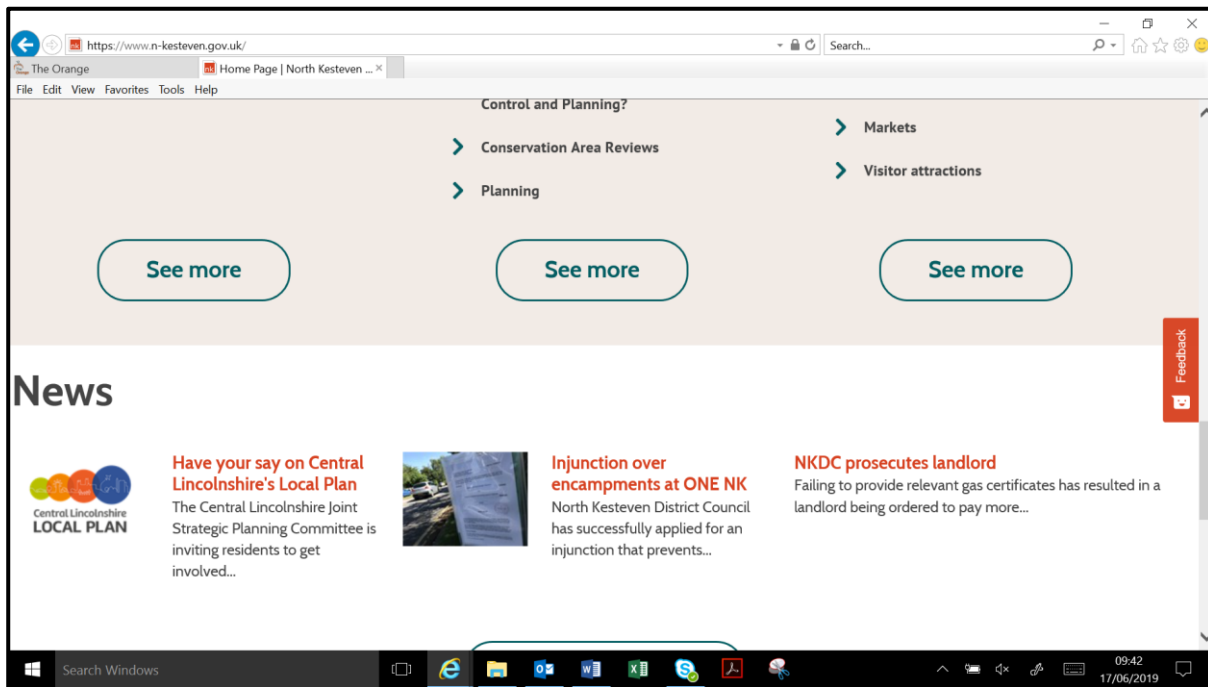 https://www.n-kesteven.gov.uk/
Search...
The Orange
nk Home Page | North Kesteven ...
File Edit View Favorites Tools Help
Control and Planning?
Conservation Area Reviews
Planning
Markets
Visitor attractions
See more
See more
See more
Feedback
News
Central Lincolnshire
LOCAL PLAN
Have your say on Central
Lincolnshire's Local Plan
The Central Lincolnshire Joint
Strategic Planning Committee is
inviting residents to get
involved...
Injunction over
encampments at ONE NK
North Kesteven District Council
has successfully applied for an
injunction that prevents...
NKDC prosecutes landlord
Failing to provide relevant gas certificates has resulted in a
landlord being ordered to pay more...
Search Windows
09:42
17/06/2019